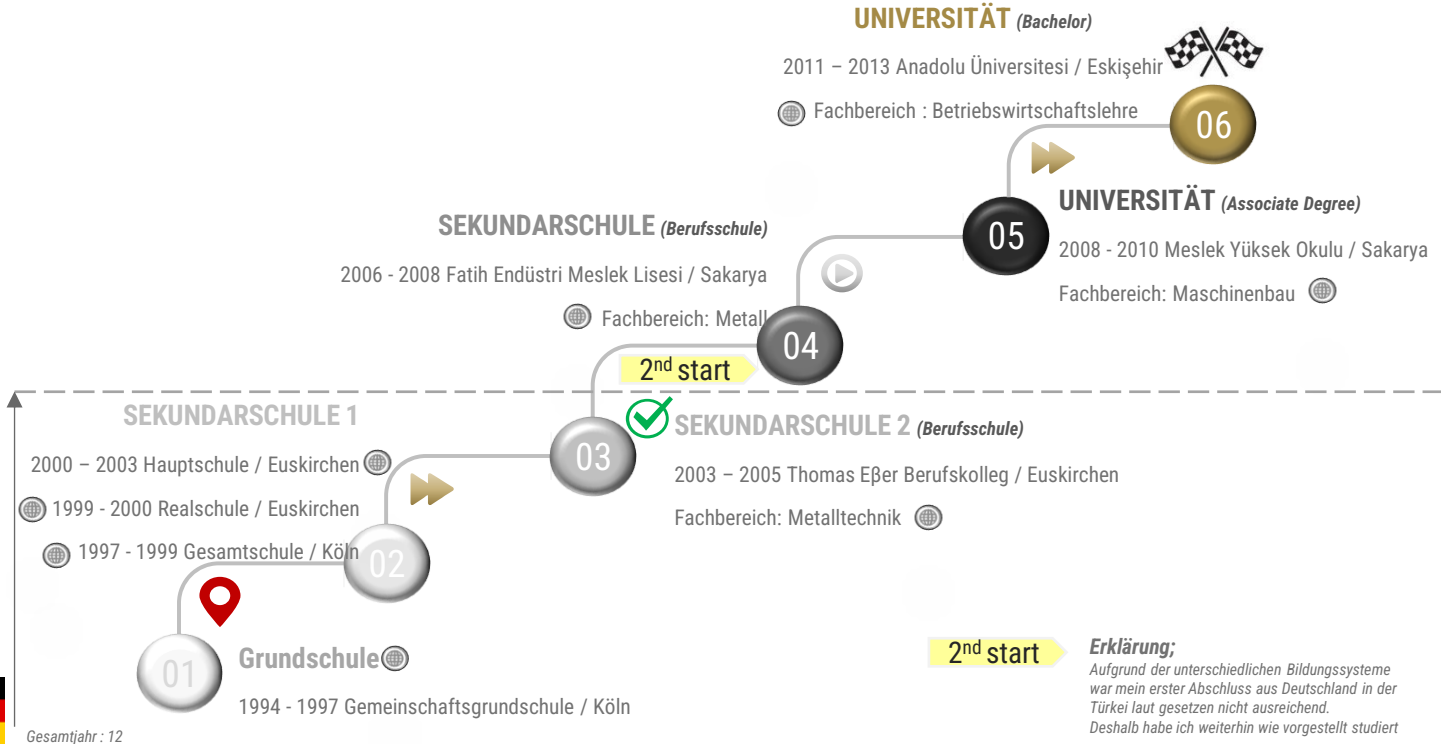 UNIVERSITÄT (Bachelor)
2011 – 2013 Anadolu Üniversitesi / Eskişehir
Fachbereich : Betriebswirtschaftslehre
06
UNIVERSITÄT (Associate Degree)
05
2008 - 2010 Meslek Yüksek Okulu / Sakarya
Fachbereich: Maschinenbau
SEKUNDARSCHULE (Berufsschule)
2006 - 2008 Fatih Endüstri Meslek Lisesi / Sakarya
Fachbereich: Metall
04
2nd start
SEKUNDARSCHULE 1
2000 – 2003 Hauptschule / Euskirchen
1999 - 2000 Realschule / Euskirchen
1997 - 1999 Gesamtschule / Köln
02
03
SEKUNDARSCHULE 2 (Berufsschule)
2003 – 2005 Thomas Eβer Berufskolleg / Euskirchen
Fachbereich: Metalltechnik
01
Grundschule
1994 - 1997 Gemeinschaftsgrundschule / Köln
Gesamtjahr : 12
2nd start
Erklärung;
Aufgrund der unterschiedlichen Bildungssysteme
war mein erster Abschluss aus Deutschland in der
Türkei laut gesetzen nicht ausreichend.
Deshalb habe ich weiterhin wie vorgestellt studiert